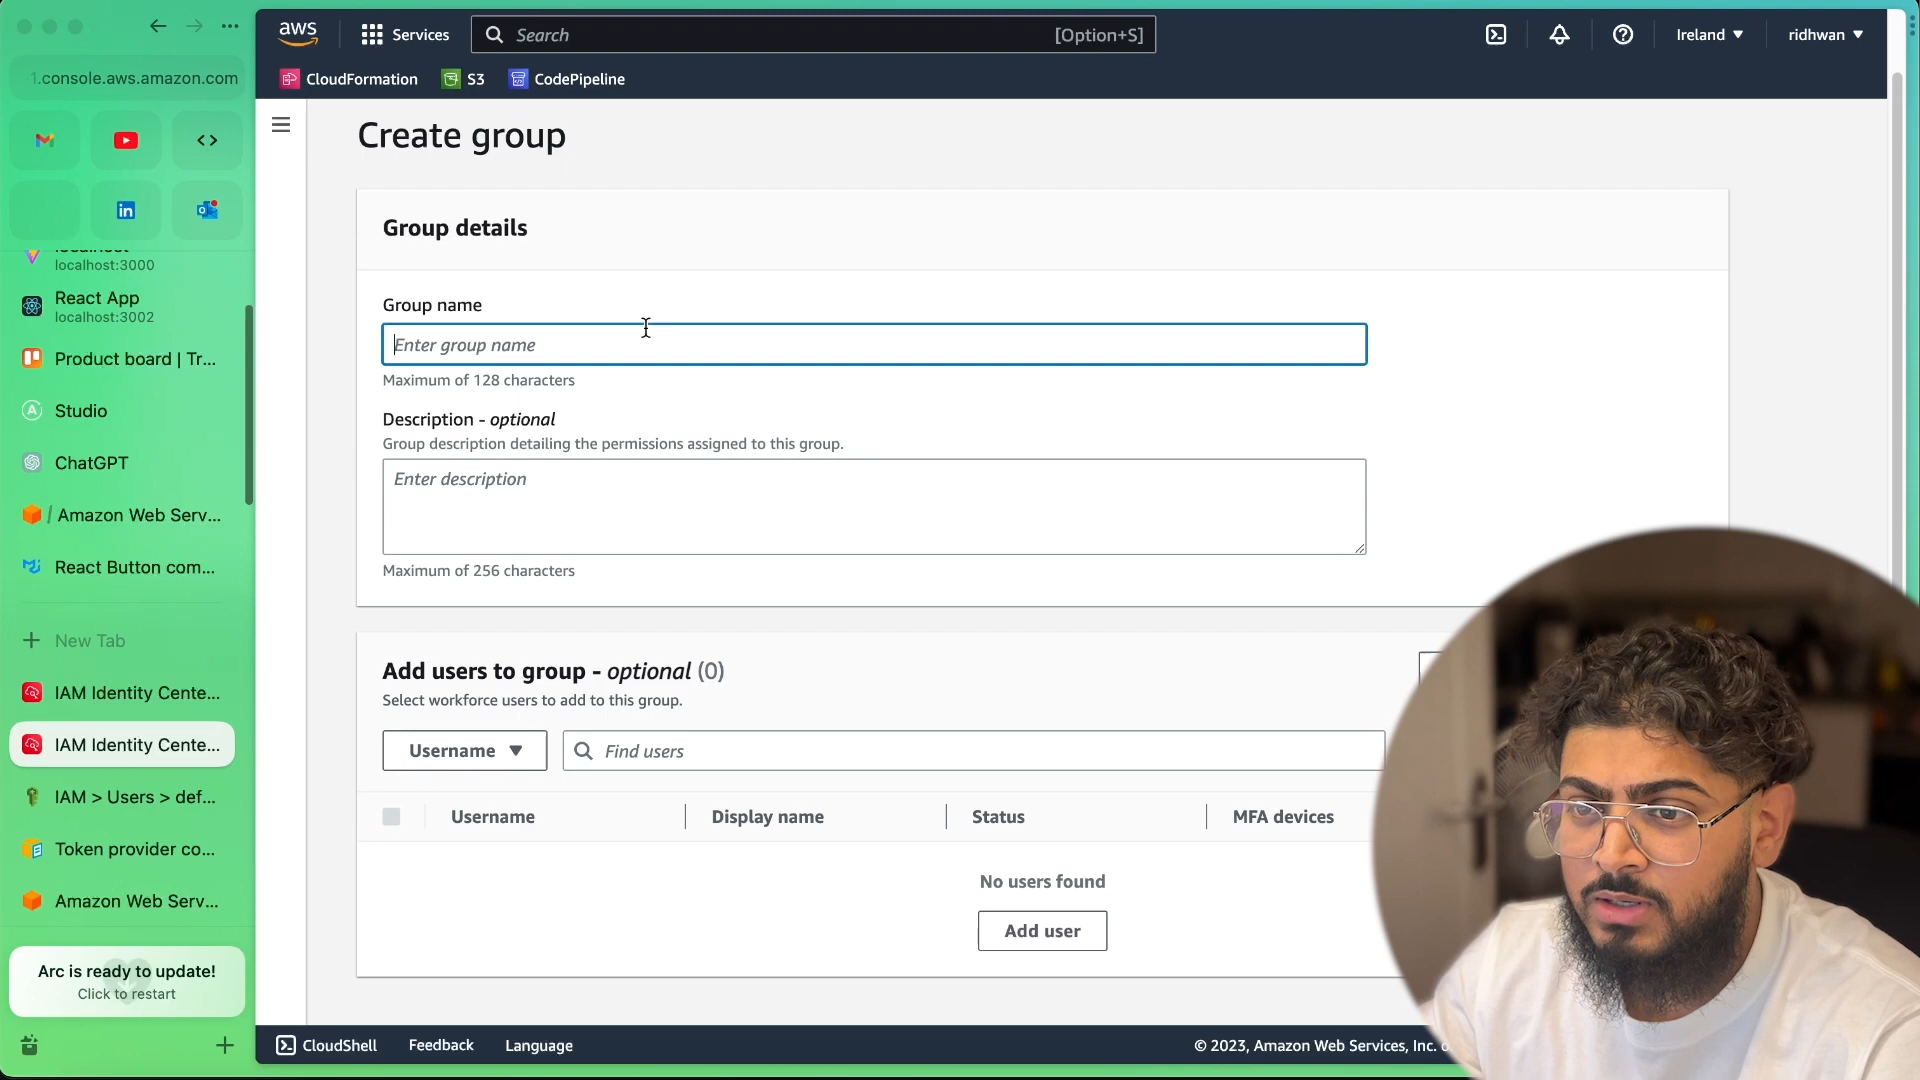 aws
Services
Search
[Option+S]
Ireland ▼
ridhwan ▼
CloudFormation
S3
CodePipeline
1.console.aws.amazon.com
localhost:3000
React App
localhost:3002
Product board | Tr...
Studio
ChatGPT
/ Amazon Web Serv...
React Button com...
+ New Tab
IAM Identity Cente...
IAM Identity Cente...
IAM > Users > def...
Token provider co...
Amazon Web Serv...
Arc is ready to update!
Click to restart
Create group
Group details
Group name
Enter group name
Maximum of 128 characters
Description - optional
Group description detailing the permissions assigned to this group.
Enter description
Maximum of 256 characters
Add users to group - optional (0)
Select workforce users to add to this group.
Username ▼
Find users
Username
Display name
Status
MFA devices
No users found
Add user
CloudShell
Feedback
Language
© 2023, Amazon Web Services, Inc.